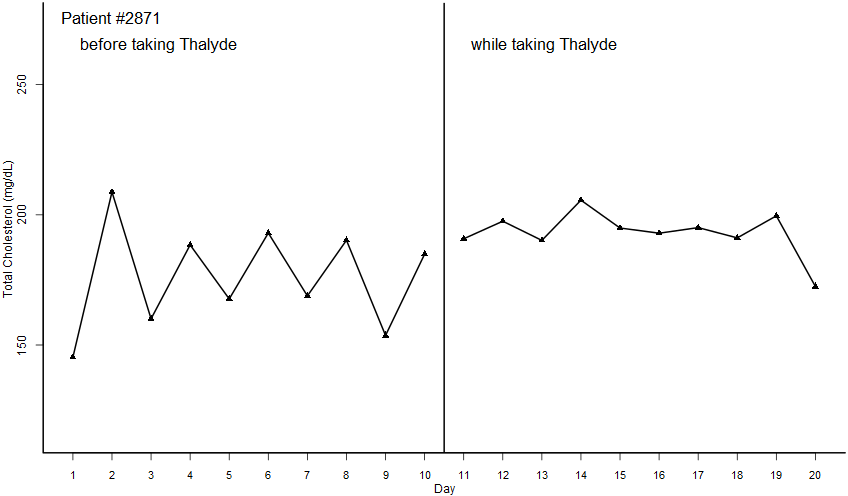 Patient #2871
before taking Thalyde
while taking Thalyde
Total Cholesterol (mg/dL)
250
200
150
1 2 3 4 5 6 7 8 9 10 11 12 13 14 15 16 17 18 19 20
Day